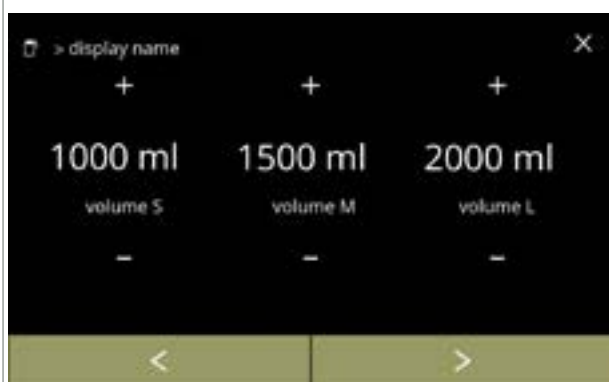 > display name ×
+ + +
1000 ml 1500 ml 2000 ml
volume S volume M volume L
– – –
< >